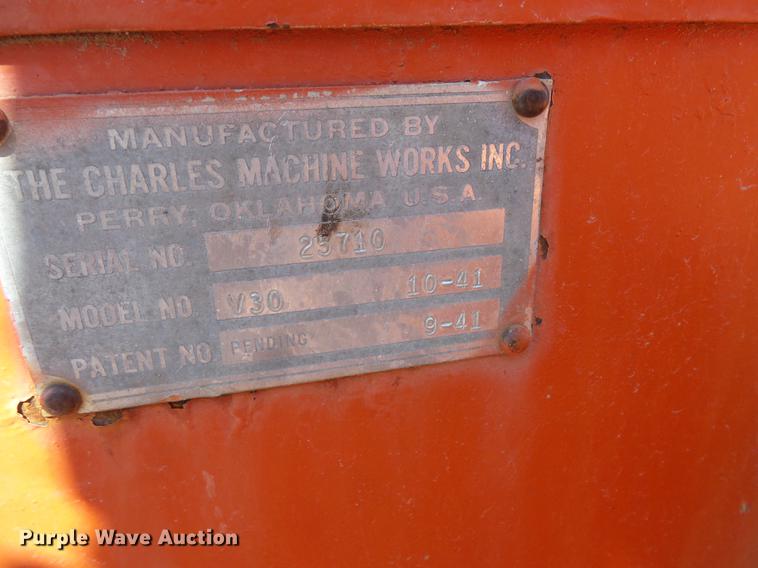 MANUFACTURED BY
THE CHARLES MACHINE WORKS INC.
PERRY, OKLAHOMA U.S.A.
SERIAL NO. 25710
MODEL NO. V30 10-41
PATENT NO. PENDING 9-41
Purple Wave Auction